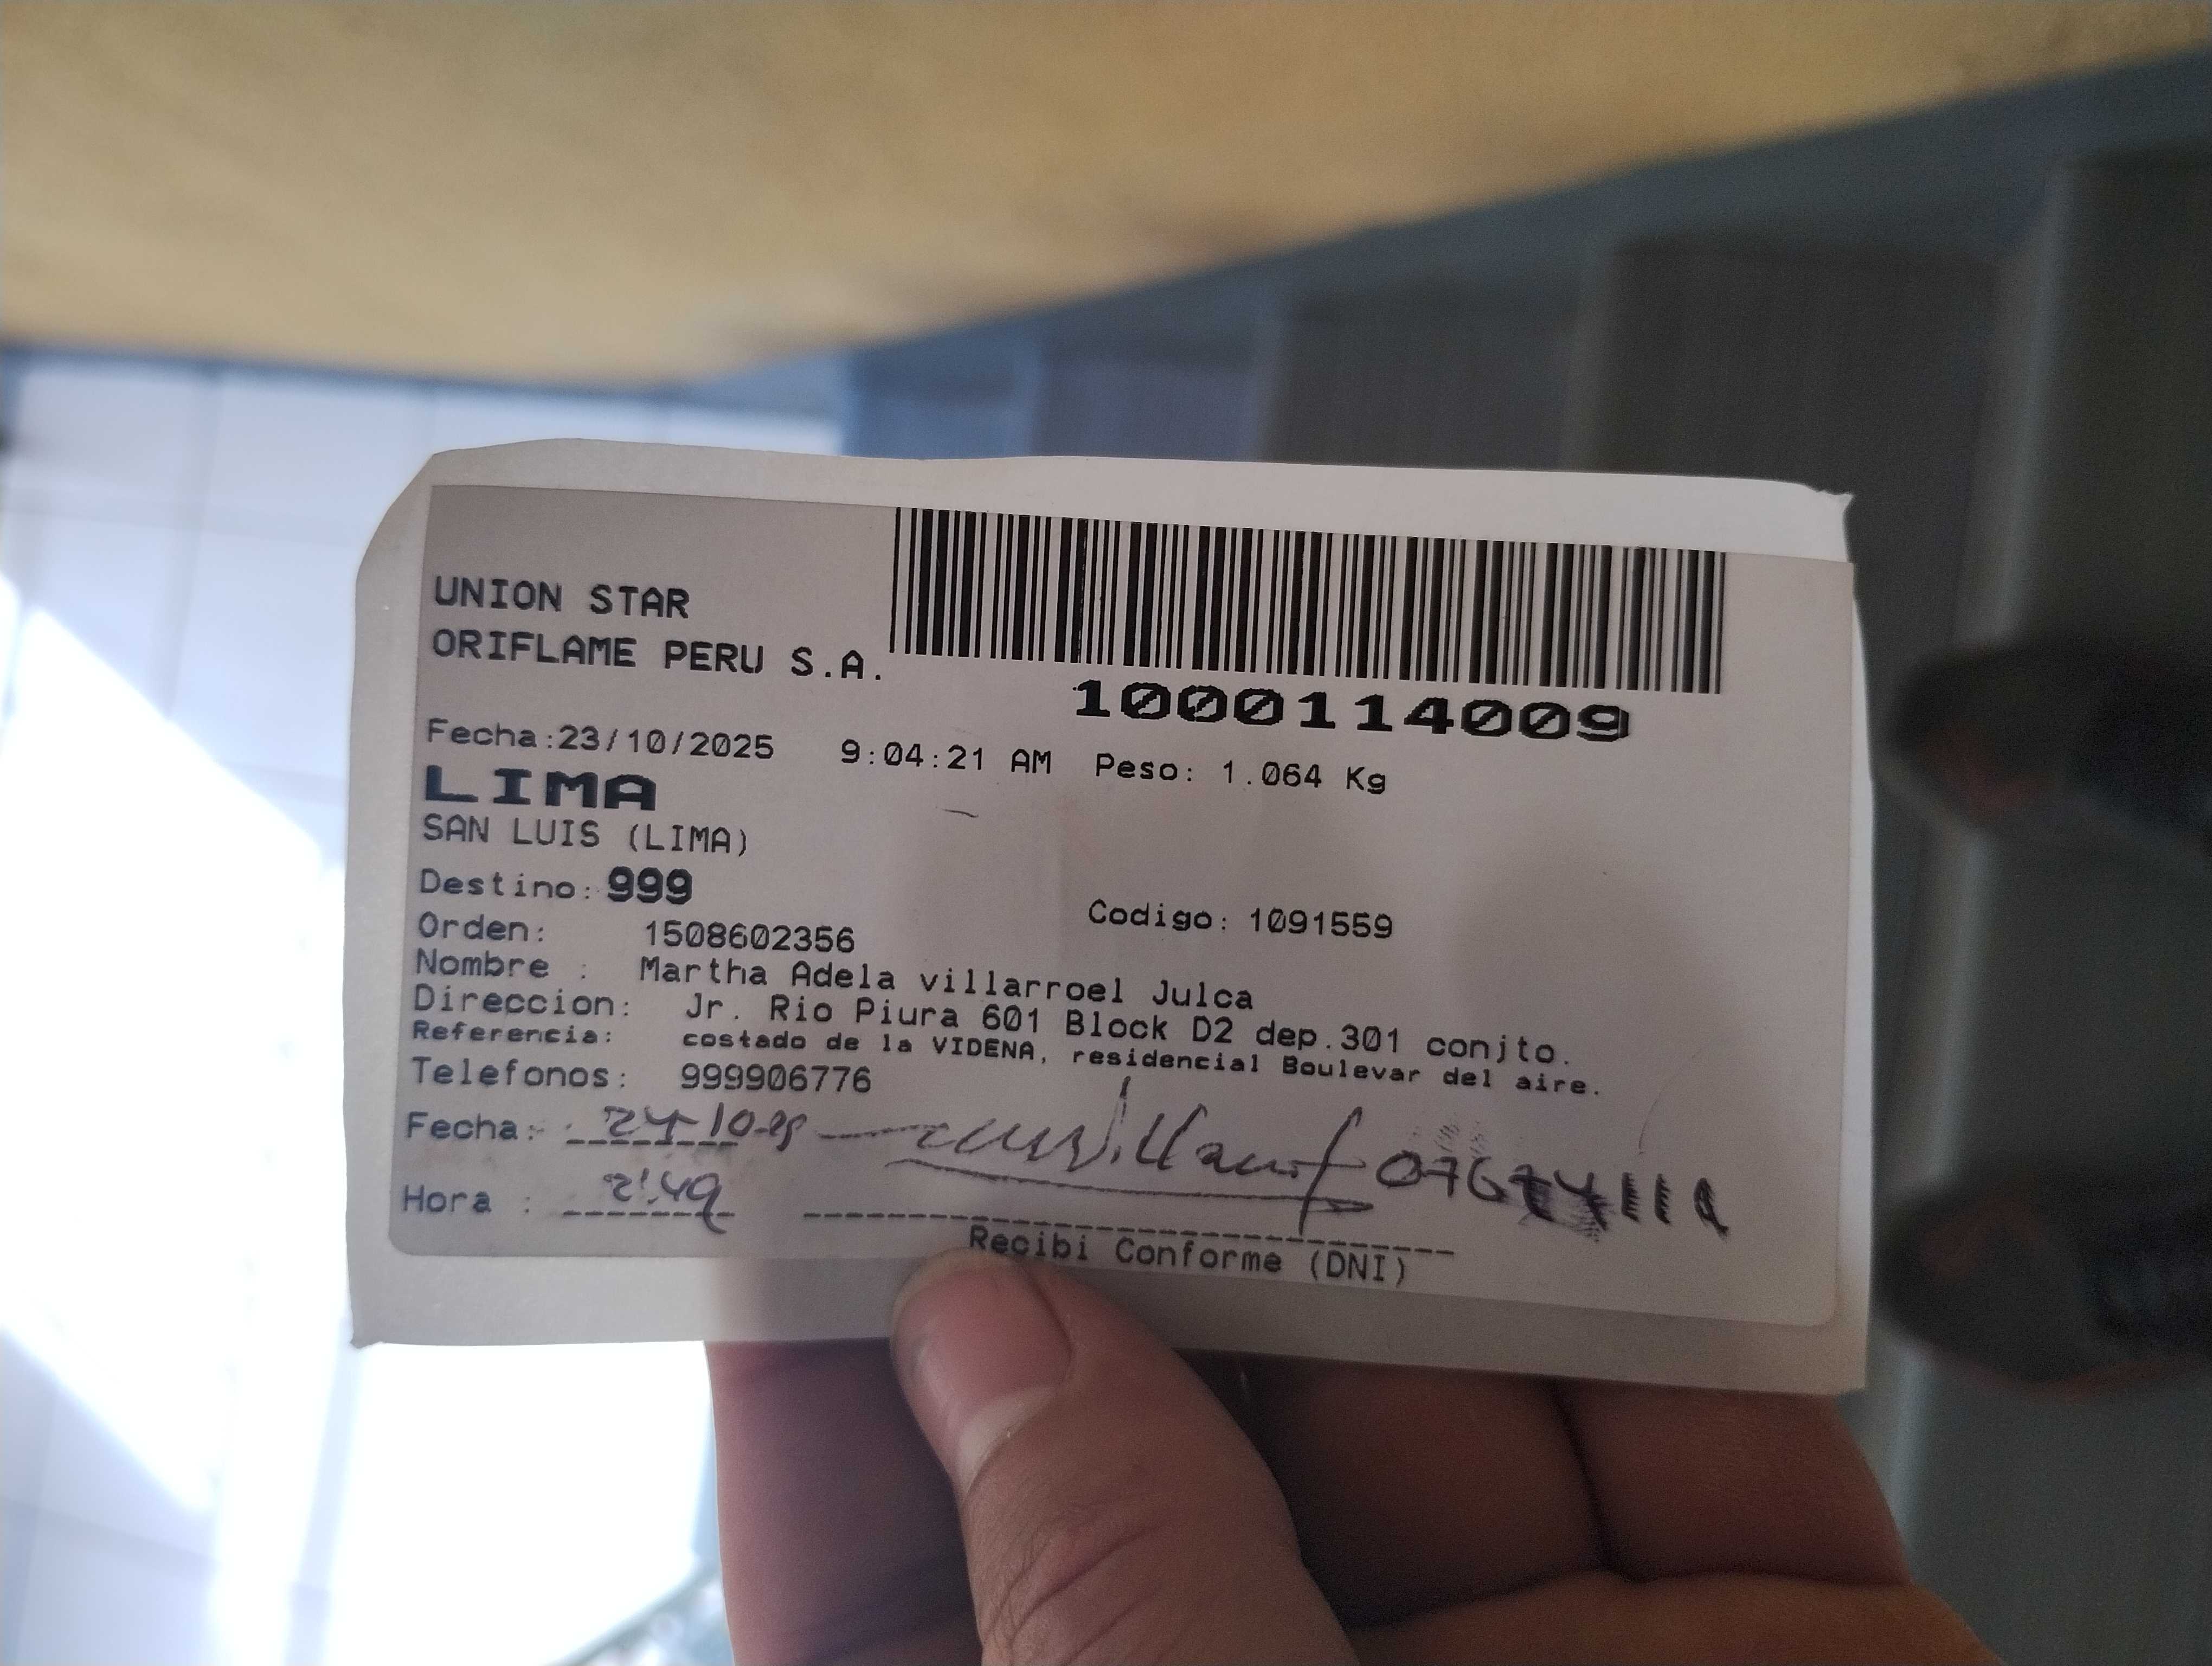 UNION STAR
ORIFLAME PERU S.A.
1000114009
Fecha:23/10/2025 9:04:21 AM Peso: 1.064 Kg
LIMA
SAN LUIS (LIMA)
Destino: 999
Codigo: 1091559
Orden: 1508602356
Nombre : Martha Adela villarroel Julca
Direccion: Jr. Rio Piura 601 Block D2 dep.301 conjto.
Referencia: costado de la VIDENA, residencial Boulevar del aire.
Telefonos: 999906776
Fecha: 24-10-25
Hora : 2:49
Recibi Conforme (DNI)